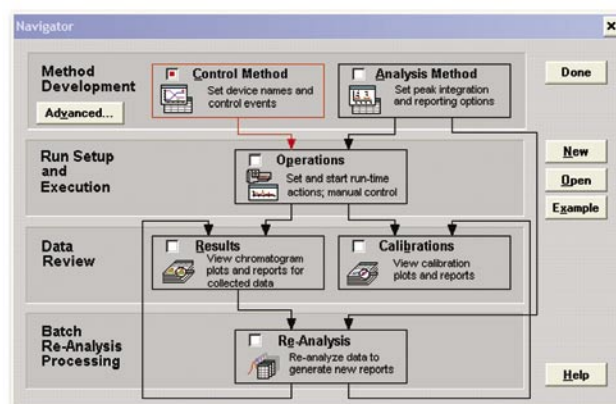 Navigator
Method
Development
Advanced...
Control Method
Set device names and
control events
Analysis Method
Set peak integration
and reporting options
Done
Run Setup
and
Execution
Operations
Set and start run-time
actions; manual control
New
Open
Example
Data
Review
Results
View chromatogram
plots and reports for
collected data
Calibrations
View calibration
plots and reports
Batch
Re-Analysis
Processing
Re-Analysis
Re-analyze data to
generate new reports
Help